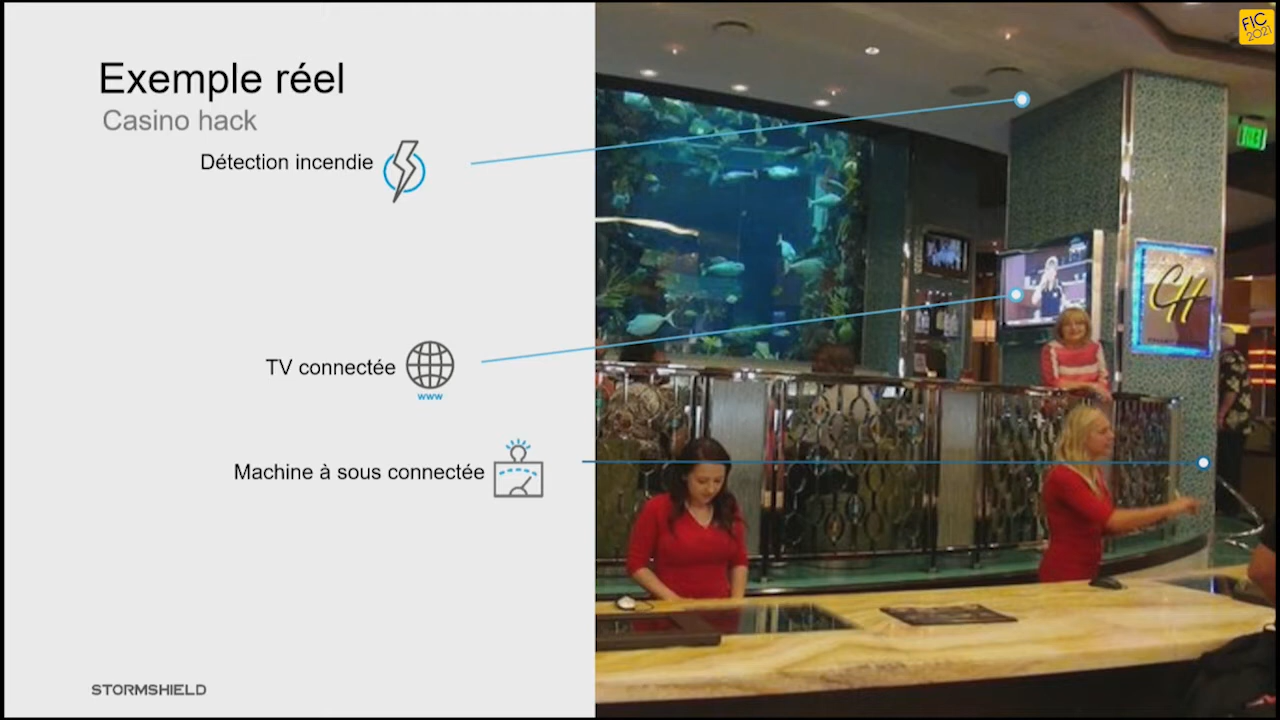 Exemple réel
Casino hack
Détection incendie
TV connectée
www
Machine à sous connectée
STORMSHIELD
FIC
2021
CH